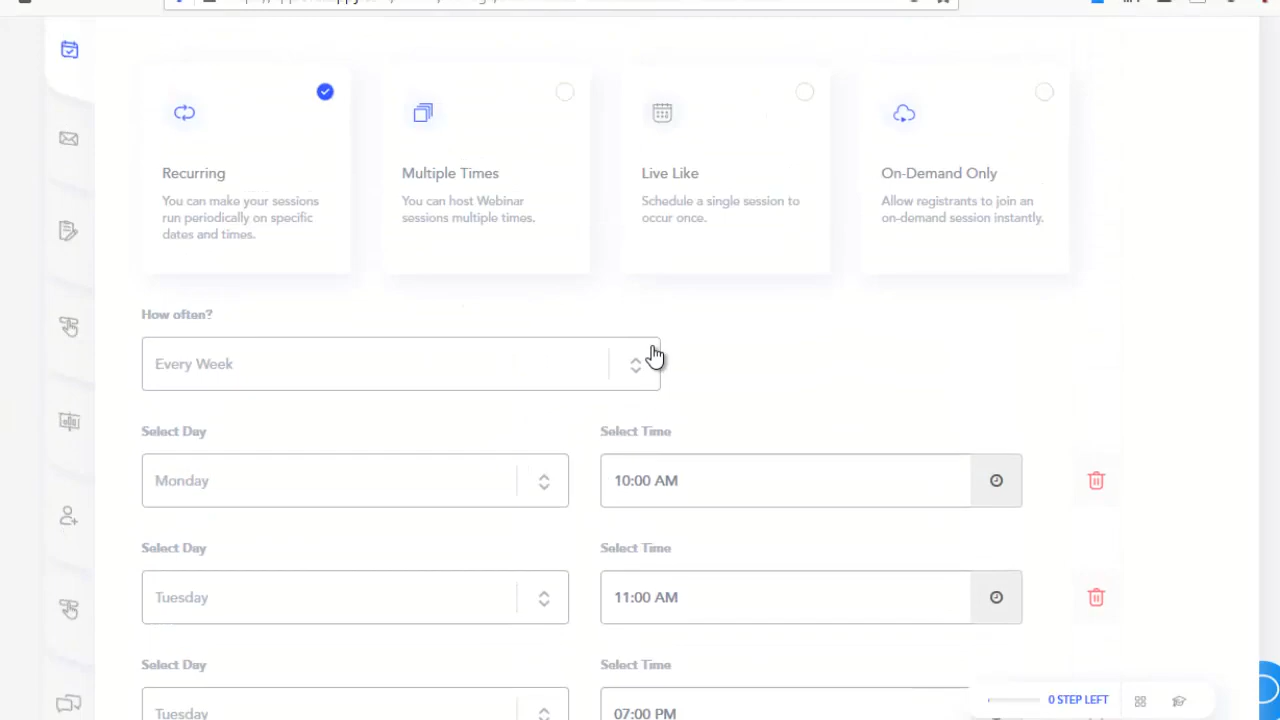 Recurring
You can make your sessions
run periodically on specific
dates and times.
Multiple Times
You can host Webinar
sessions multiple times.
Live Like
Schedule a single session to
occur once.
On-Demand Only
Allow registrants to join an
on-demand session instantly.
How often?
Every Week
Select Day
Select Time
Monday
10:00 AM
Select Day
Select Time
Tuesday
11:00 AM
Select Day
Select Time
Tuesday
07:00 PM
0 STEP LEFT